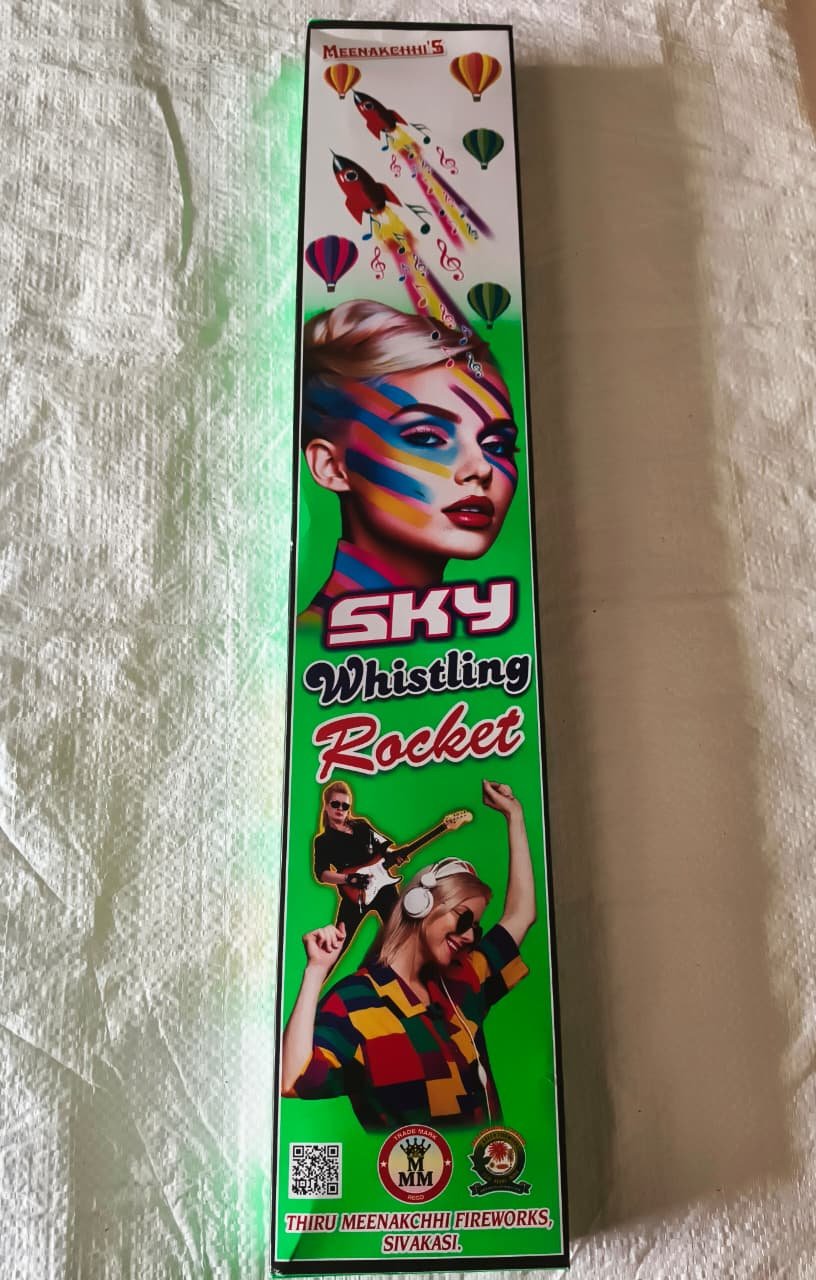 MEENAKCHHI'S
SKY
Whistling
Rocket
TRADE MARK
M
MM
REGD
THIRU MEENAKCHHI FIREWORKS,
SIVAKASI.